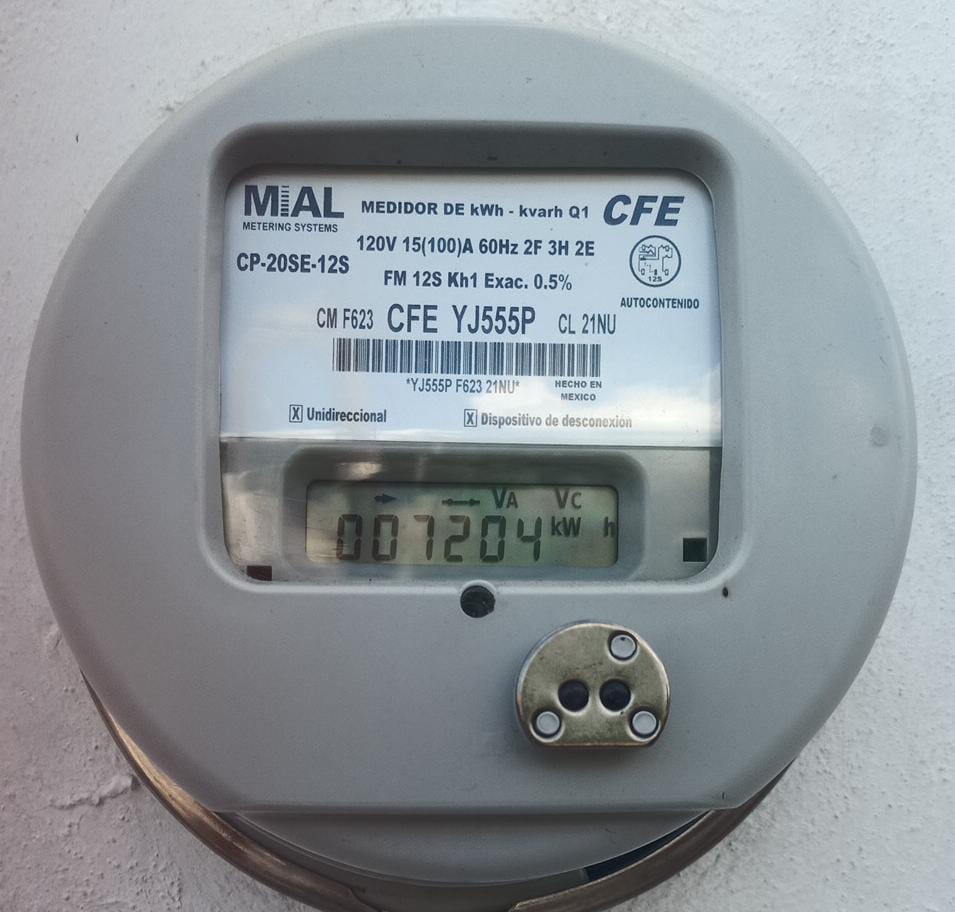 MIAL
METERING SYSTEMS
MEDIDOR DE kWh - kvarh Q1
CFE
120V 15(100)A 60Hz 2F 3H 2E
CP-20SE-12S
FM 12S Kh1 Exac. 0.5%
12S
AUTOCONTENIDO
CM F623 CFE YJ555P CL 21NU
*YJ555P F623 21NU*
HECHO EN
MEXICO
X Unidireccional
X Dispositivo de desconexión
VA VC
007204 kW h